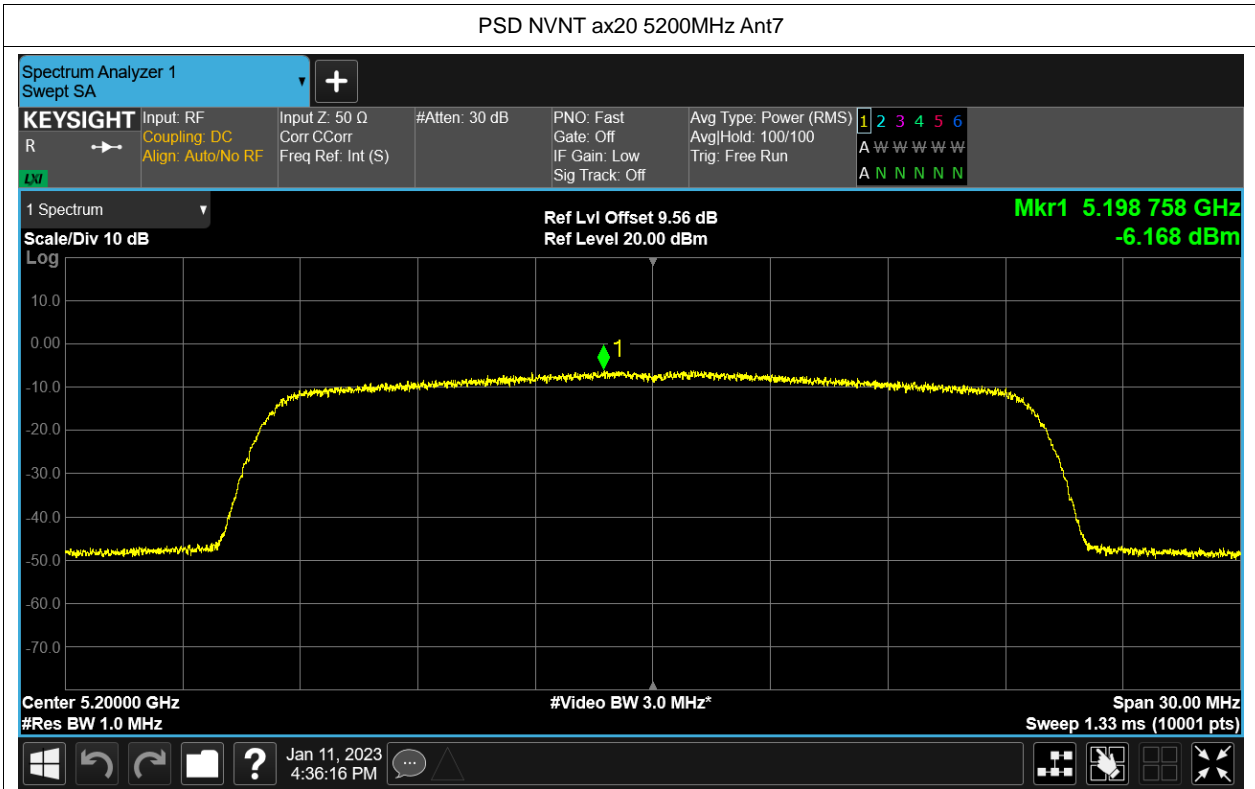 PSD NVNT ax20 5200MHz Ant7
Spectrum Analyzer 1
Swept SA
KEYSIGHT
R
LXI
Input: RF
Coupling: DC
Align: Auto/No RF
Input Z: 50 Ω
Corr CCorr
Freq Ref: Int (S)
#Atten: 30 dB
PNO: Fast
Gate: Off
IF Gain: Low
Sig Track: Off
Avg Type: Power (RMS)
Avg|Hold: 100/100
Trig: Free Run
1 2 3 4 5 6
A W W W W W
A N N N N N
1 Spectrum
Scale/Div 10 dB
Ref Lvl Offset 9.56 dB
Ref Level 20.00 dBm
Mkr1 5.198 758 GHz
-6.168 dBm
Log
10.0
0.00
-10.0
-20.0
-30.0
-40.0
-50.0
-60.0
-70.0
1
Center 5.20000 GHz
#Res BW 1.0 MHz
#Video BW 3.0 MHz*
Span 30.00 MHz
Sweep 1.33 ms (10001 pts)
?
Jan 11, 2023
4:36:16 PM